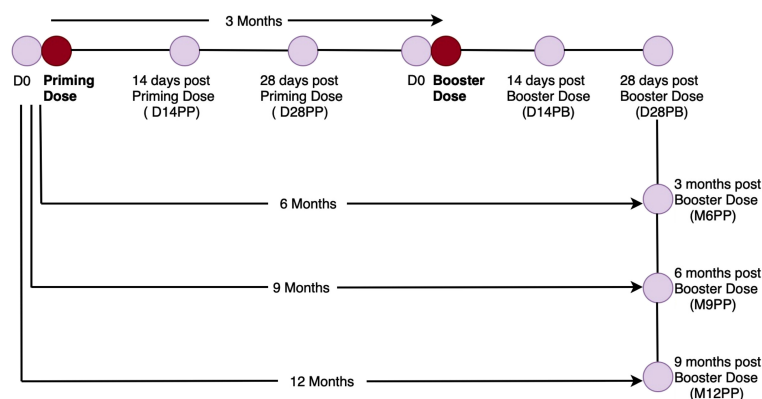 3 Months
D0
Priming
Dose
14 days post
Priming Dose
( D14PP)
28 days post
Priming Dose
( D28PP)
D0
Booster
Dose
14 days post
Booster Dose
(D14PB)
28 days post
Booster Dose
(D28PB)
6 Months
3 months post
Booster Dose
(M6PP)
9 Months
6 months post
Booster Dose
(M9PP)
12 Months
9 months post
Booster Dose
(M12PP)